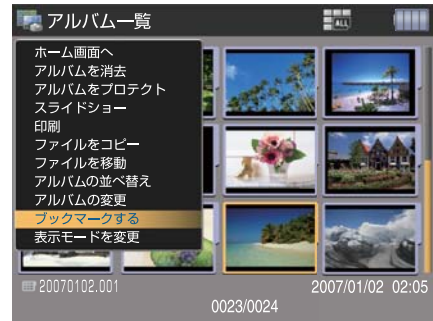 アルバム一覧
ALL
ホーム画面へ
アルバムを消去
アルバムをプロテクト
スライドショー
印刷
ファイルをコピー
ファイルを移動
アルバムの並べ替え
アルバムの変更
ブックマークする
表示モードを変更
20070102.001
2007/01/02 02:05
0023/0024